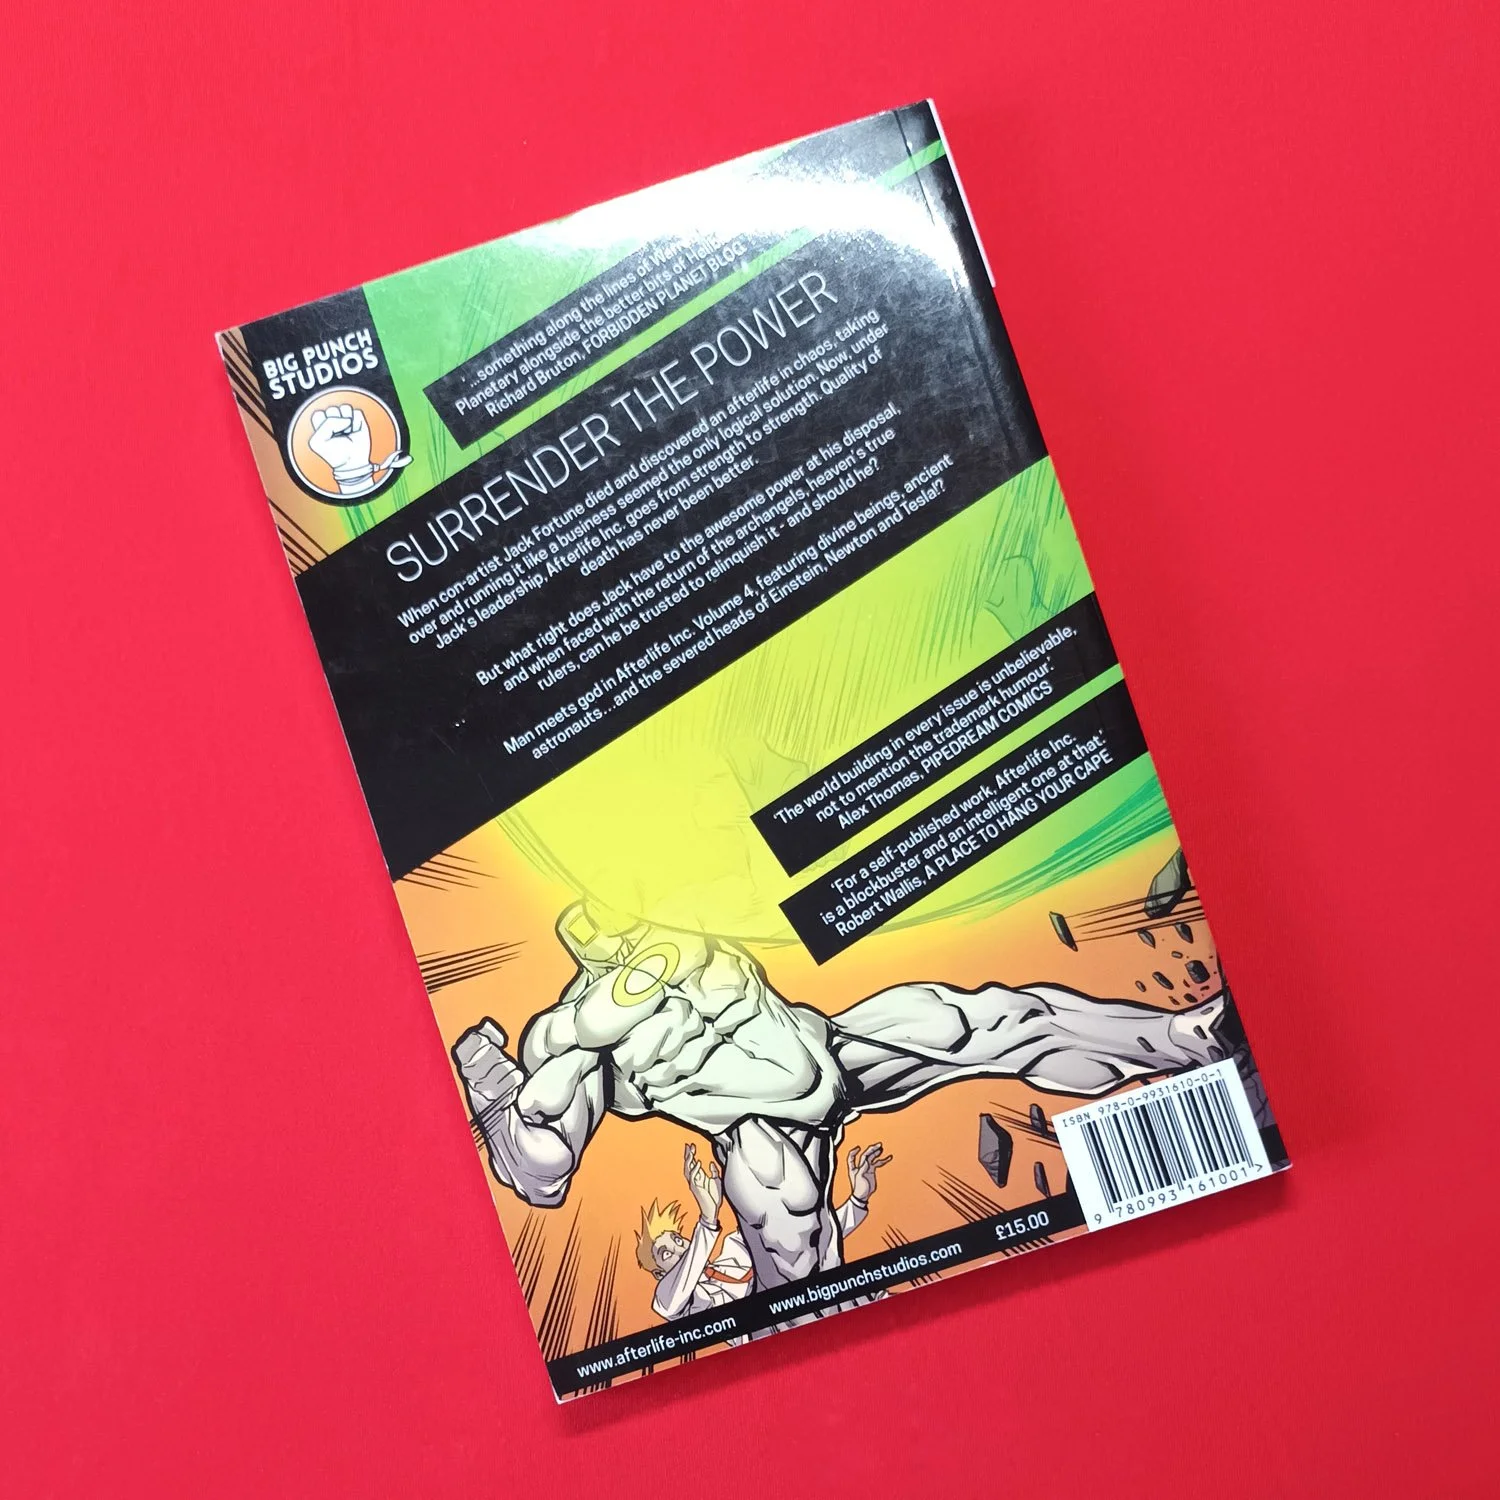 BIG PUNCH
STUDIOS
'...something along the lines of
Planetary alongside the better bits of
Richard Bruton, FORBIDDEN PLANET BLOG
SURRENDER THE POWER
When con-artist Jack Fortune died and discovered an afterlife in chaos, taking
over and running it like a business seemed the only logical solution. Now, under
Jack's leadership, Afterlife Inc. goes from strength to strength. Quality of
death has never been better.
But what right does Jack have to the awesome power at his disposal,
and when faced with the return of the archangels, heaven's true
rulers, can he be trusted to relinquish it - and should he?
Man meets god in Afterlife Inc. Volume 4, featuring divine beings, ancient
astronauts...and the severed heads of Einstein, Newton and Tesla!?
'The world building in every issue is unbelievable,
not to mention the trademark humour.'
Alex Thomas, PIPEDREAM COMICS
'For a self-published work, Afterlife Inc.
is a blockbuster and an intelligent one at that.'
Robert Wallis, A PLACE TO HANG YOUR CAPE
ISBN 978-0-9931610-0-1
9 780993 161001 >
£15.00
www.bigpunchstudios.com
www.afterlife-inc.com